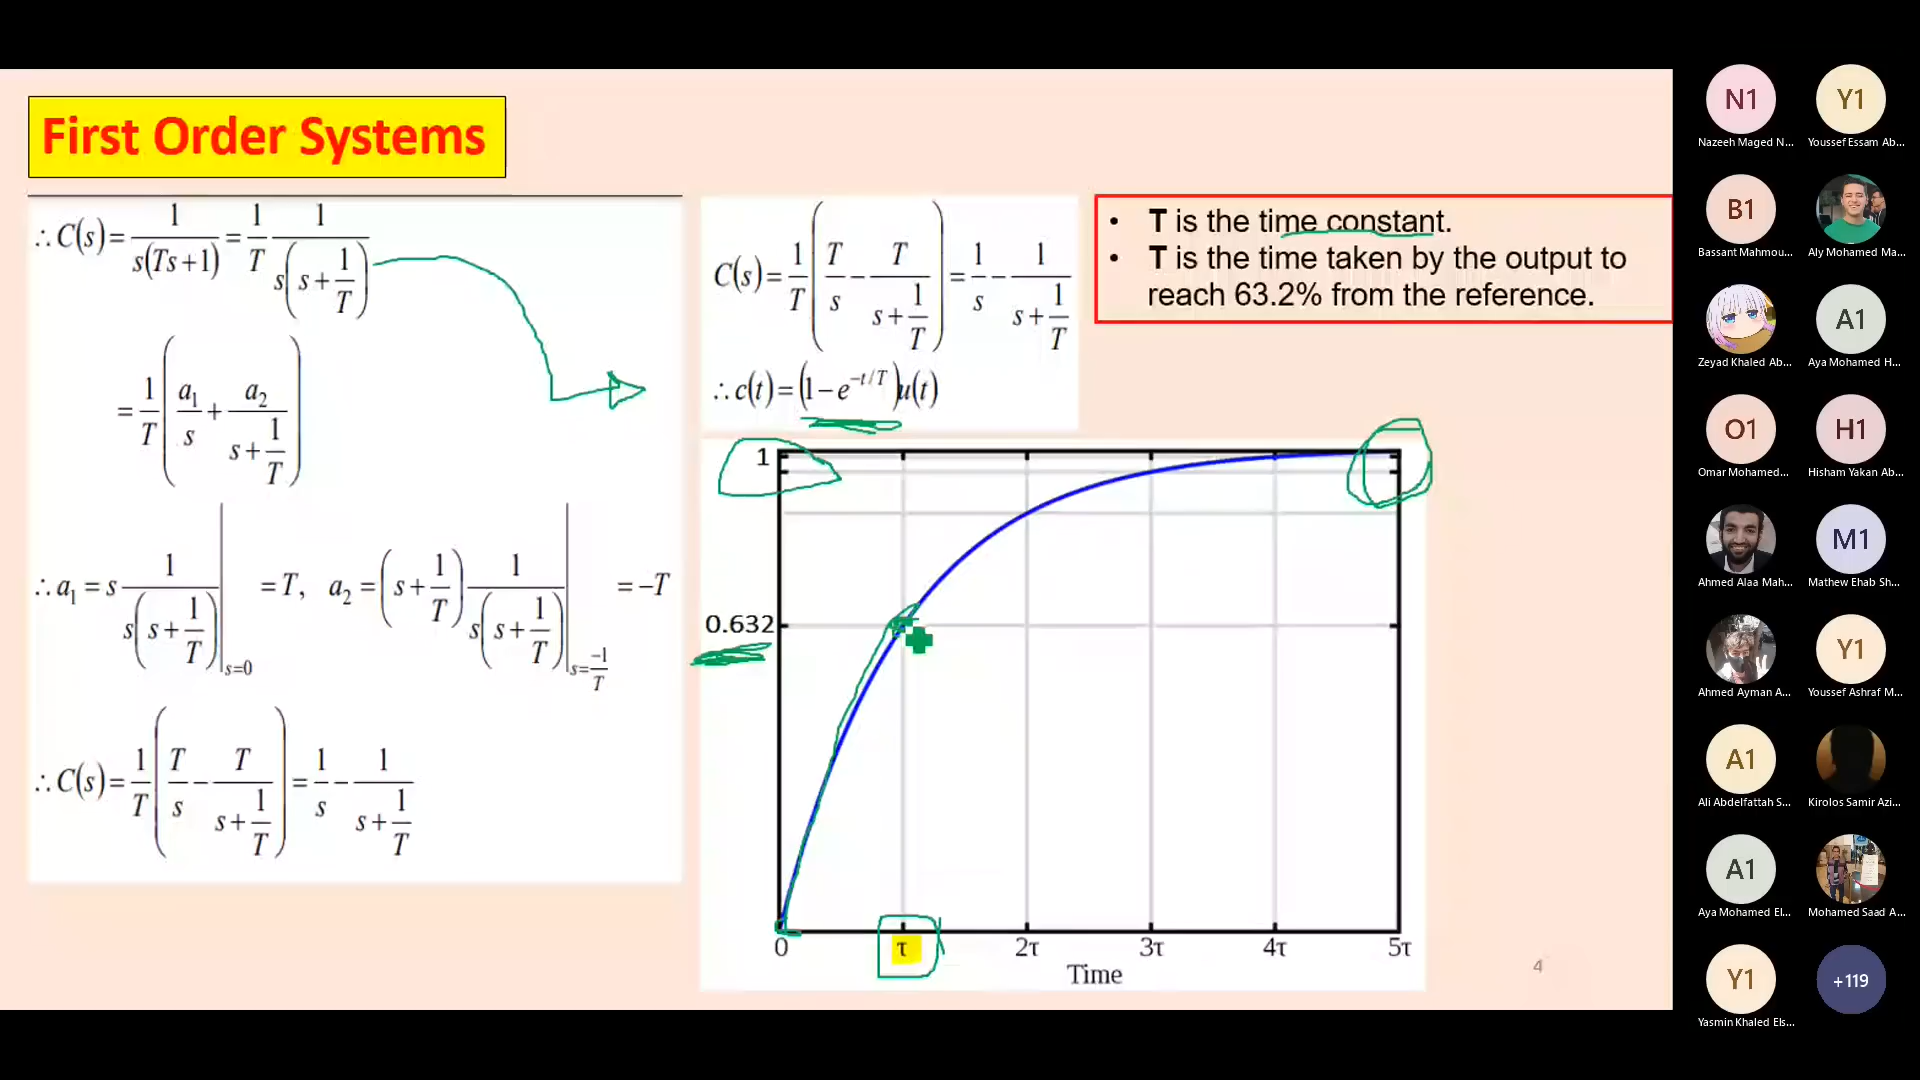 First Order Systems
∴C(s)= 1/(s(Ts+1)) = (1/T) 1/(s(s+1/T))
= (1/T)(a₁/s + a₂/(s+1/T))
∴a₁ = s 1/(s(s+1/T)) |s=0 = T, a₂ = (s+1/T) 1/(s(s+1/T)) |s=-1/T = -T
∴C(s)= (1/T)(T/s - T/(s+1/T)) = 1/s - 1/(s+1/T)
C(s)= (1/T)(T/s - T/(s+1/T)) = 1/s - 1/(s+1/T)
∴c(t)=(1-e^(-t/T))u(t)
• T is the time constant.
• T is the time taken by the output to
reach 63.2% from the reference.
1
0.632
0 τ 2τ 3τ 4τ 5τ
Time
4
N1 Y1
Nazeeh Maged N... Youssef Essam Ab...
B1
Bassant Mahmou... Aly Mohamed Ma...
A1
Zeyad Khaled Ab... Aya Mohamed H...
O1 H1
Omar Mohamed... Hisham Yakan Ab...
M1
Ahmed Alaa Mah... Mathew Ehab Sh...
Y1
Ahmed Ayman A... Youssef Ashraf M...
A1
Ali Abdelfattah S... Kirolos Samir Azi...
A1
Aya Mohamed El... Mohamed Saad A...
Y1 +119
Yasmin Khaled Els...